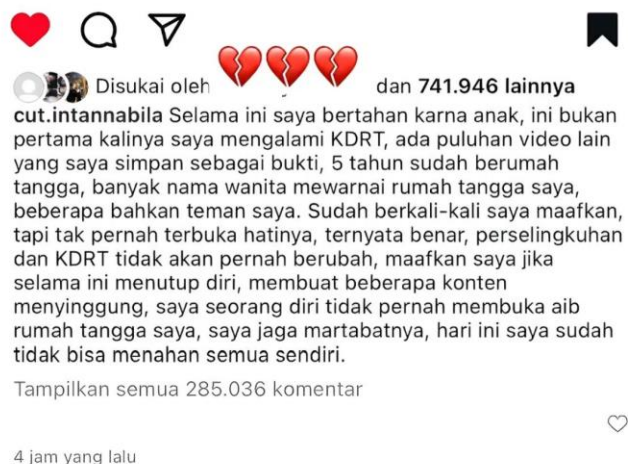 Disukai oleh dan 741.946 lainnya
cut.intannabila Selama ini saya bertahan karna anak, ini bukan
pertama kalinya saya mengalami KDRT, ada puluhan video lain
yang saya simpan sebagai bukti, 5 tahun sudah berumah
tangga, banyak nama wanita mewarnai rumah tangga saya,
beberapa bahkan teman saya. Sudah berkali-kali saya maafkan,
tapi tak pernah terbuka hatinya, ternyata benar, perselingkuhan
dan KDRT tidak akan pernah berubah, maafkan saya jika
selama ini menutup diri, membuat beberapa konten
menyinggung, saya seorang diri tidak pernah membuka aib
rumah tangga saya, saya jaga martabatnya, hari ini saya sudah
tidak bisa menahan semua sendiri.
Tampilkan semua 285.036 komentar
4 jam yang lalu